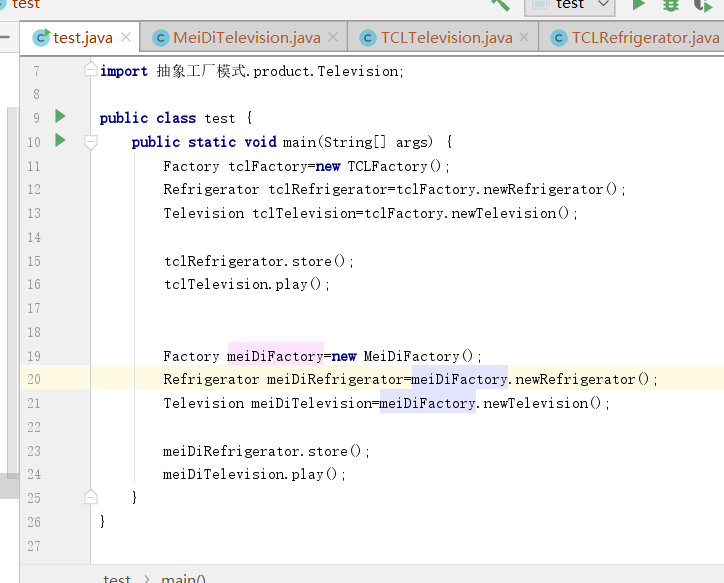 test
test
test.java
MeiDiTelevision.java
TCLTelevision.java
TCLRefrigerator.java
7 import 抽象工厂模式.product.Television;
8
9 public class test {
10 public static void main(String[] args) {
11 Factory tclFactory=new TCLFactory();
12 Refrigerator tclRefrigerator=tclFactory.newRefrigerator();
13 Television tclTelevision=tclFactory.newTelevision();
14
15 tclRefrigerator.store();
16 tclTelevision.play();
17
18
19 Factory meiDiFactory=new MeiDiFactory();
20 Refrigerator meiDiRefrigerator=meiDiFactory.newRefrigerator();
21 Television meiDiTelevision=meiDiFactory.newTelevision();
22
23 meiDiRefrigerator.store();
24 meiDiTelevision.play();
25 }
26 }
27
test > main()